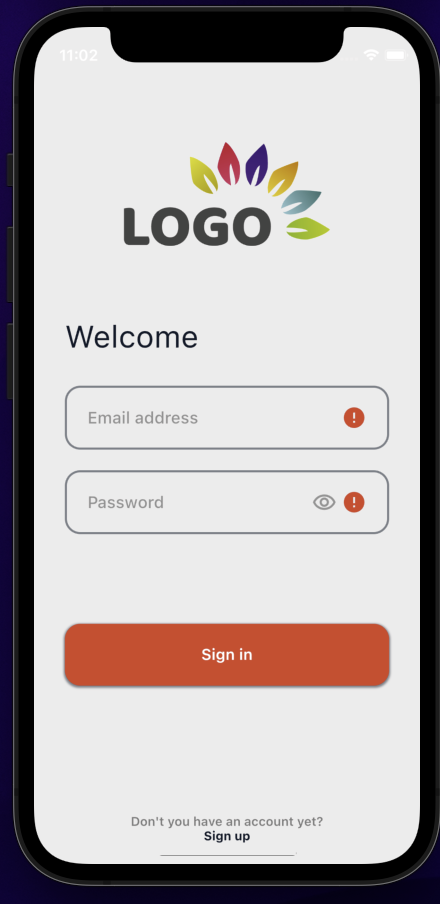 11:02
LOGO
Welcome
Email address
Password
Sign in
Don't you have an account yet?
Sign up